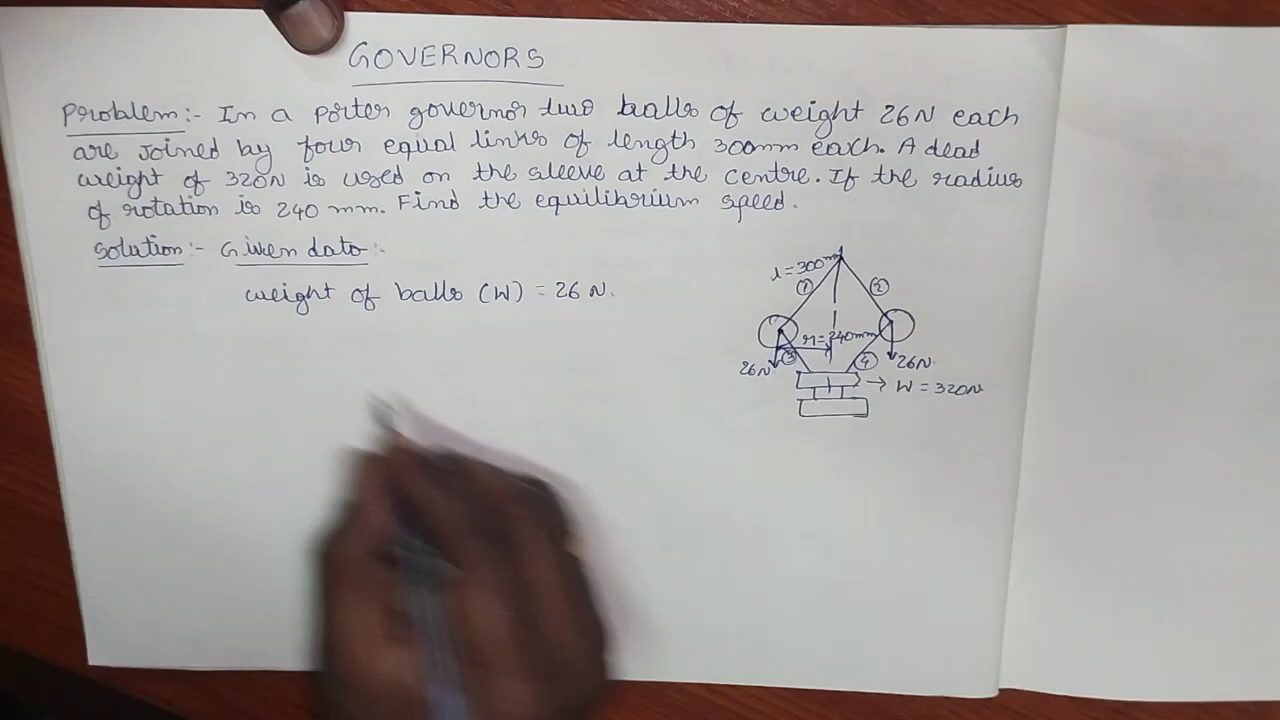 GOVERNORS
Problem:- In a porter governor two balls of weight 26N each
are joined by four equal links of length 300mm each. A dead
weight of 320N is used on the sleeve at the centre. If the radius
of rotation is 240 mm. Find the equilibrium speed.
Solution:- Given data:-
weight of balls (W) = 26 N.
l = 300mm
1 2
r = 240mm
26N 3 4 26N
→ W = 320N